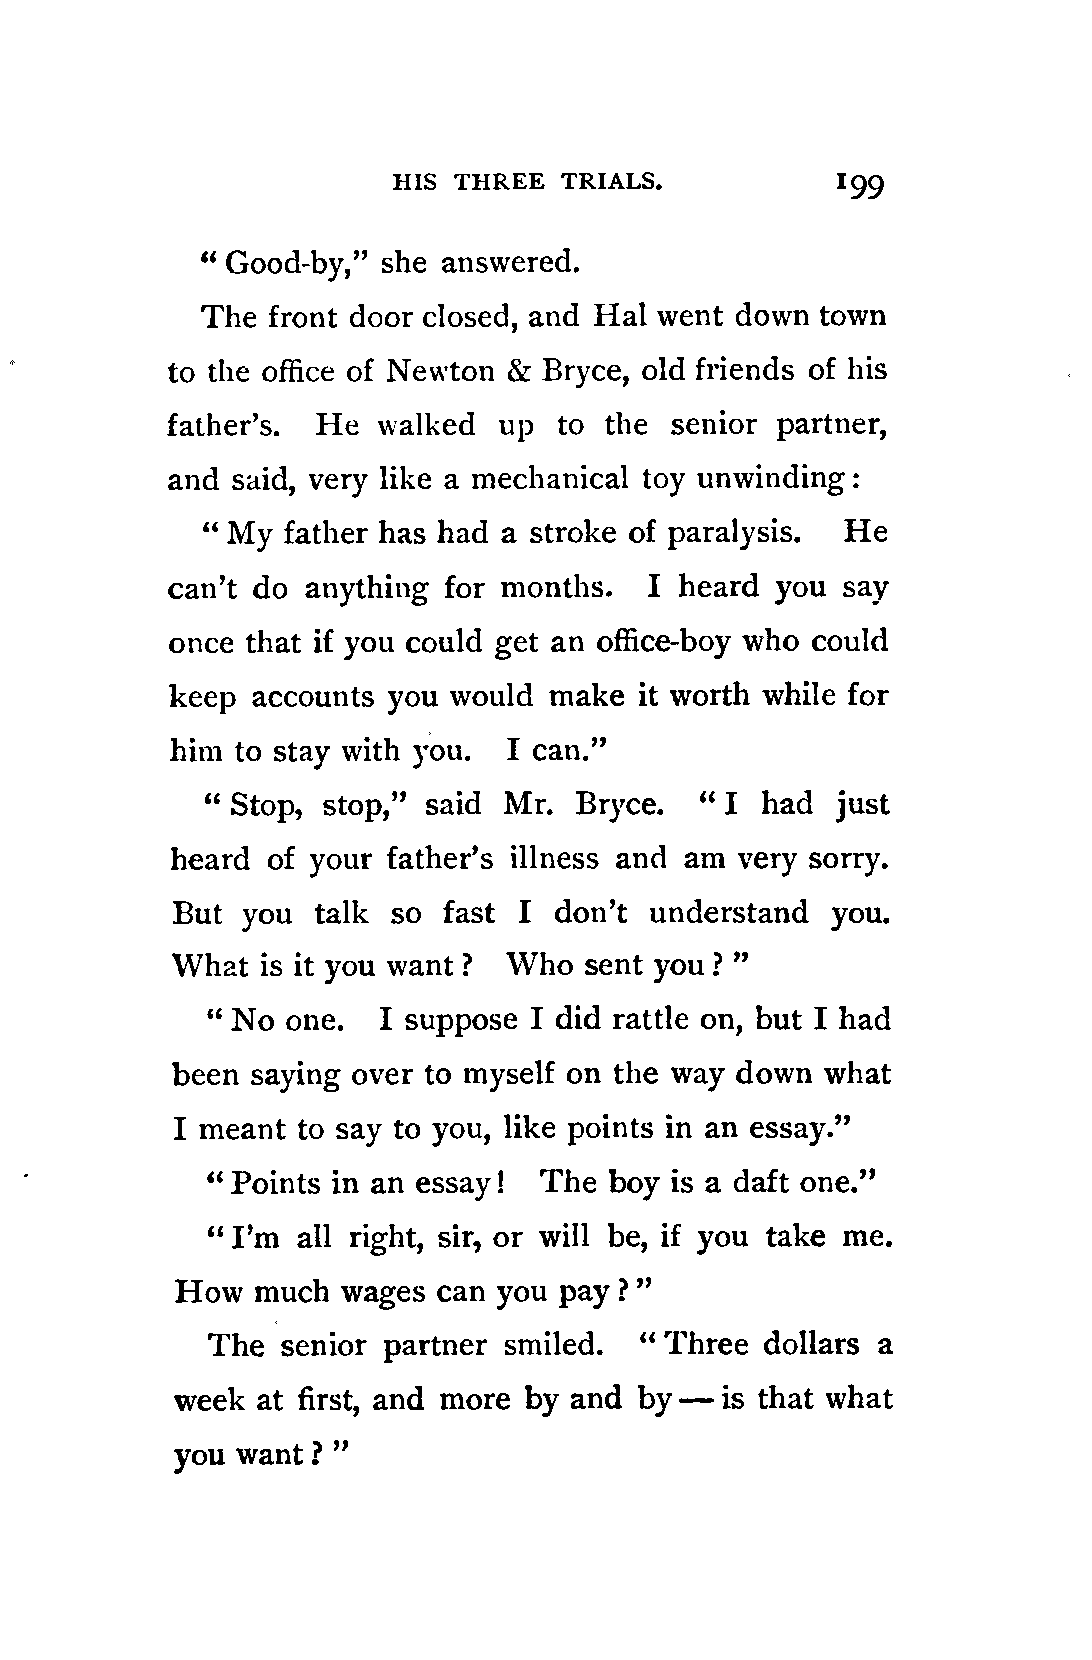 HIS THREE TRIALS. 199
“ Good-by,” she answered.
The front door closed, and Hal went down town
to the office of Newton & Bryce, old friends of his
father's. He walked up to the senior partner,
and said, very like a mechanical toy unwinding :
“ My father has had a stroke of paralysis. He
can't do anything for months. I heard you say
once that if you could get an office-boy who could
keep accounts you would make it worth while for
him to stay with you. I can.”
“ Stop, stop,” said Mr. Bryce. “ I had just
heard of your father's illness and am very sorry.
But you talk so fast I don't understand you.
What is it you want ? Who sent you ? ”
“ No one. I suppose I did rattle on, but I had
been saying over to myself on the way down what
I meant to say to you, like points in an essay.”
“ Points in an essay ! The boy is a daft one.”
“ I'm all right, sir, or will be, if you take me.
How much wages can you pay ? ”
The senior partner smiled. “ Three dollars a
week at first, and more by and by — is that what
you want ? ”